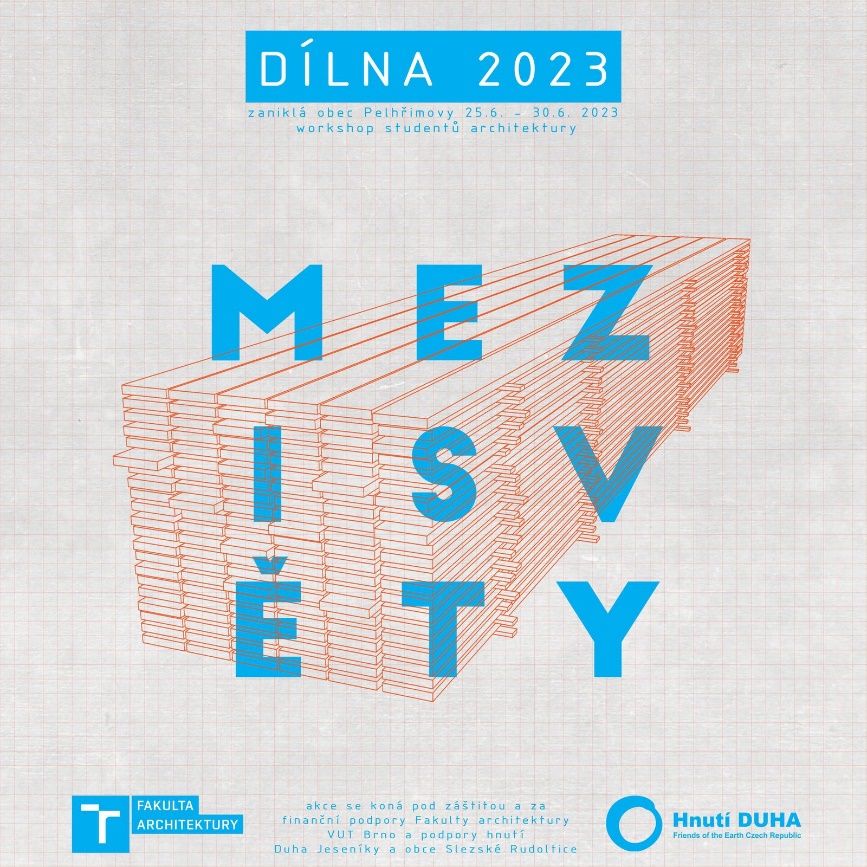 DÍLNA 2023
zaniklá obec Pelhřimovy 25.6. - 30.6. 2023
workshop studentů architektury
MEZ
ISV
ĚTY
FAKULTA
ARCHITEKTURY
akce se koná pod záštitou a za
finanční podpory Fakulty architektury
VUT Brno a podpory hnutí
Duha Jeseníky a obce Slezské Rudoltice
Hnutí DUHA
Friends of the Earth Czech Republic